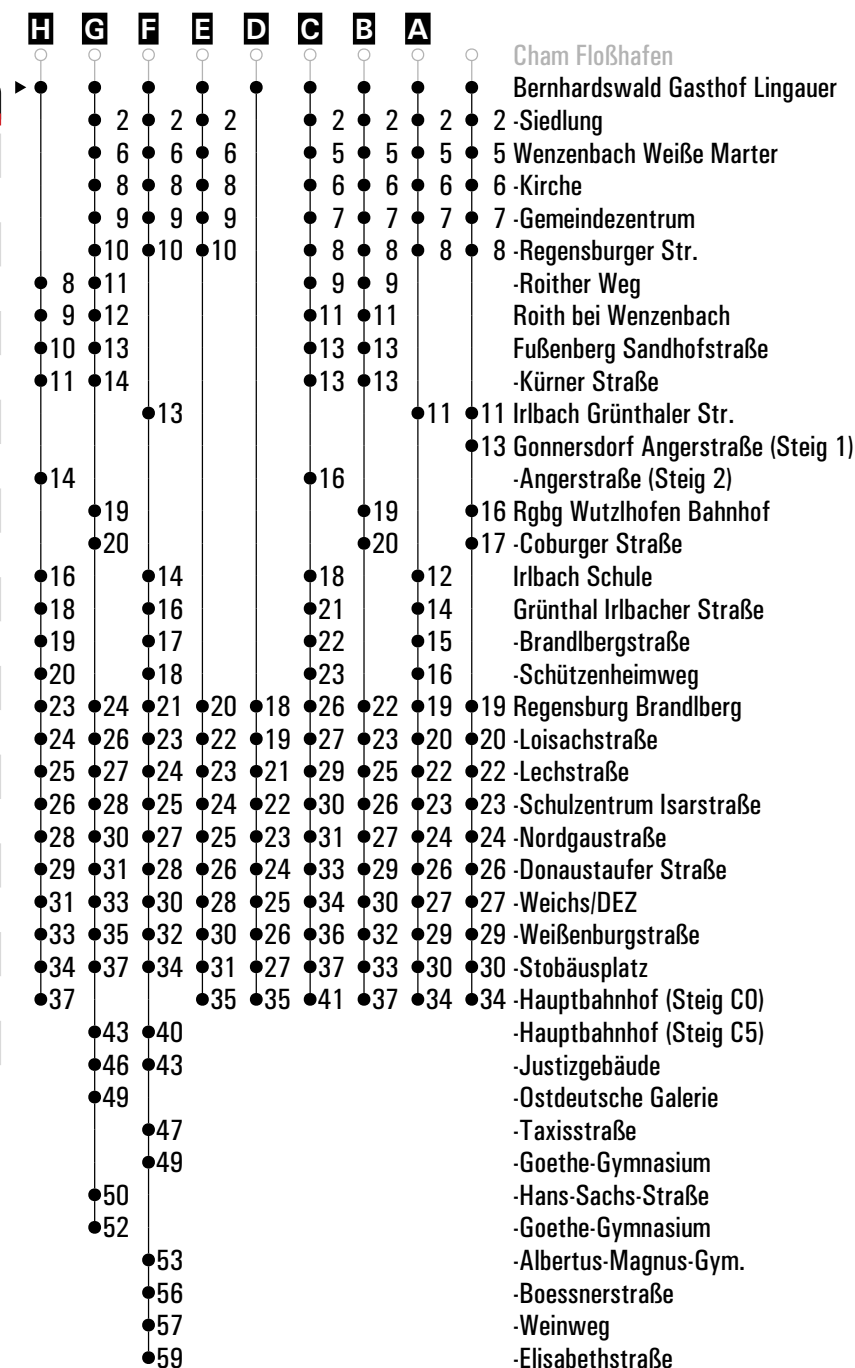 H G F E D C B A
Cham Floßhafen
Bernhardswald Gasthof Lingauer
2 2 2 2 2 2 2 -Siedlung
6 6 6 5 5 5 5 Wenzenbach Weiße Marter
8 8 8 6 6 6 6 -Kirche
9 9 9 7 7 7 7 -Gemeindezentrum
10 10 10 8 8 8 8 -Regensburger Str.
8 11 9 9 -Roither Weg
9 12 11 11 Roith bei Wenzenbach
10 13 13 13 Fußenberg Sandhofstraße
11 14 13 13 -Kürner Straße
13 11 11 Irlbach Grünthaler Str.
13 Gonnersdorf Angerstraße (Steig 1)
14 16 -Angerstraße (Steig 2)
19 19 16 Rgbg Wutzlhofen Bahnhof
20 20 17 -Coburger Straße
16 14 18 12 Irlbach Schule
18 16 21 14 Grünthal Irlbacher Straße
19 17 22 15 -Brandlbergstraße
20 18 23 16 -Schützenheimweg
23 24 21 20 18 26 22 19 19 Regensburg Brandlberg
24 26 23 22 19 27 23 20 20 -Loisachstraße
25 27 24 23 21 29 25 22 22 -Lechstraße
26 28 25 24 22 30 26 23 23 -Schulzentrum Isarstraße
28 30 27 25 23 31 27 24 24 -Nordgaustraße
29 31 28 26 24 33 29 26 26 -Donaustaufer Straße
31 33 30 28 25 34 30 27 27 -Weichs/DEZ
33 35 32 30 26 36 32 29 29 -Weißenburgstraße
34 37 34 31 27 37 33 30 30 -Stobäusplatz
37 35 35 41 37 34 34 -Hauptbahnhof (Steig C0)
43 40 -Hauptbahnhof (Steig C5)
46 43 -Justizgebäude
49 -Ostdeutsche Galerie
47 -Taxisstraße
49 -Goethe-Gymnasium
50 -Hans-Sachs-Straße
52 -Goethe-Gymnasium
53 -Albertus-Magnus-Gym.
56 -Boessnerstraße
57 -Weinweg
59 -Elisabethstraße